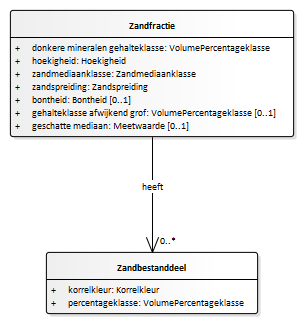 Zandfractie
+ donkere mineralen gehalteklasse: VolumePercentageklasse
+ hoekigheid: Hoekigheid
+ zandmediaanklasse: Zandmediaanklasse
+ zandspreiding: Zandspreiding
+ bontheid: Bontheid [0..1]
+ gehalteklasse afwijkend grof: VolumePercentageklasse [0..1]
+ geschatte mediaan: Meetwaarde [0..1]
heeft
0..*
Zandbestanddeel
+ korrelkleur: Korrelkleur
+ percentageklasse: VolumePercentageklasse